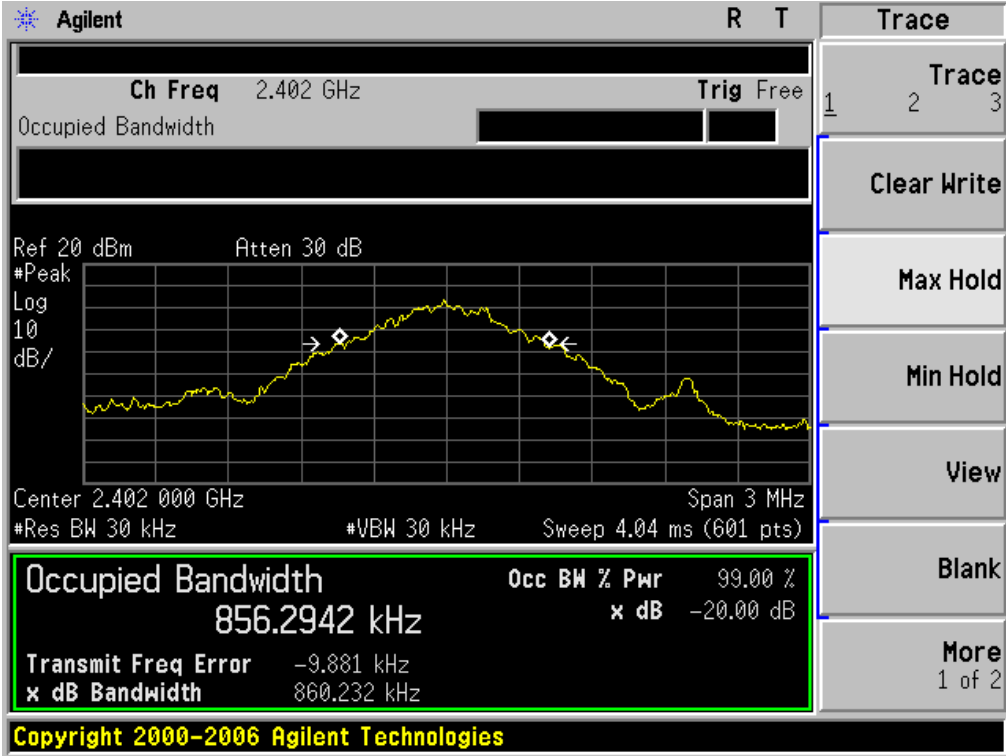 Agilent R T Trace
Ch Freq 2.402 GHz Trig Free
Occupied Bandwidth
Trace
1 2 3
Clear Write
Max Hold
Min Hold
View
Blank
More
1 of 2
Ref 20 dBm Atten 30 dB
#Peak
Log
10
dB/
Center 2.402 000 GHz Span 3 MHz
#Res BW 30 kHz #VBW 30 kHz Sweep 4.04 ms (601 pts)
Occupied Bandwidth Occ BW % Pwr 99.00 %
856.2942 kHz x dB -20.00 dB
Transmit Freq Error -9.881 kHz
x dB Bandwidth 860.232 kHz
Copyright 2000-2006 Agilent Technologies